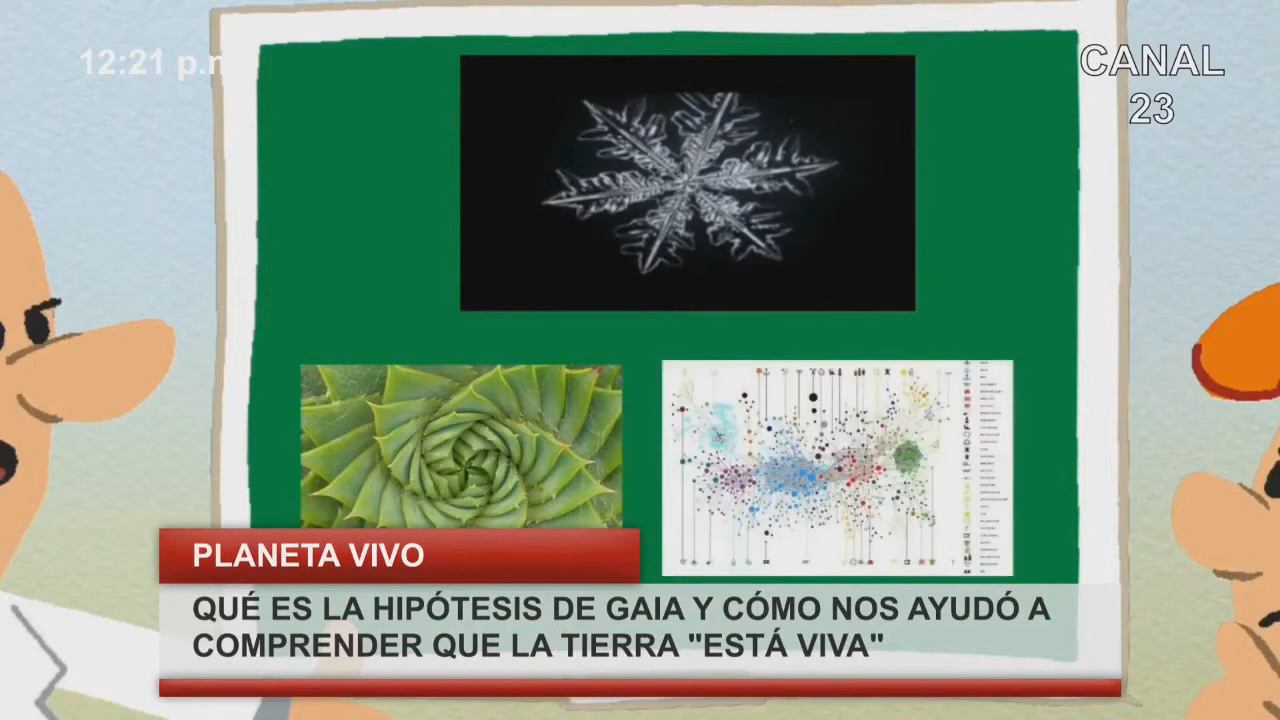 12:21 p.
CANAL
23
PLANETA VIVO
QUÉ ES LA HIPÓTESIS DE GAIA Y CÓMO NOS AYUDÓ A
COMPRENDER QUE LA TIERRA "ESTÁ VIVA"